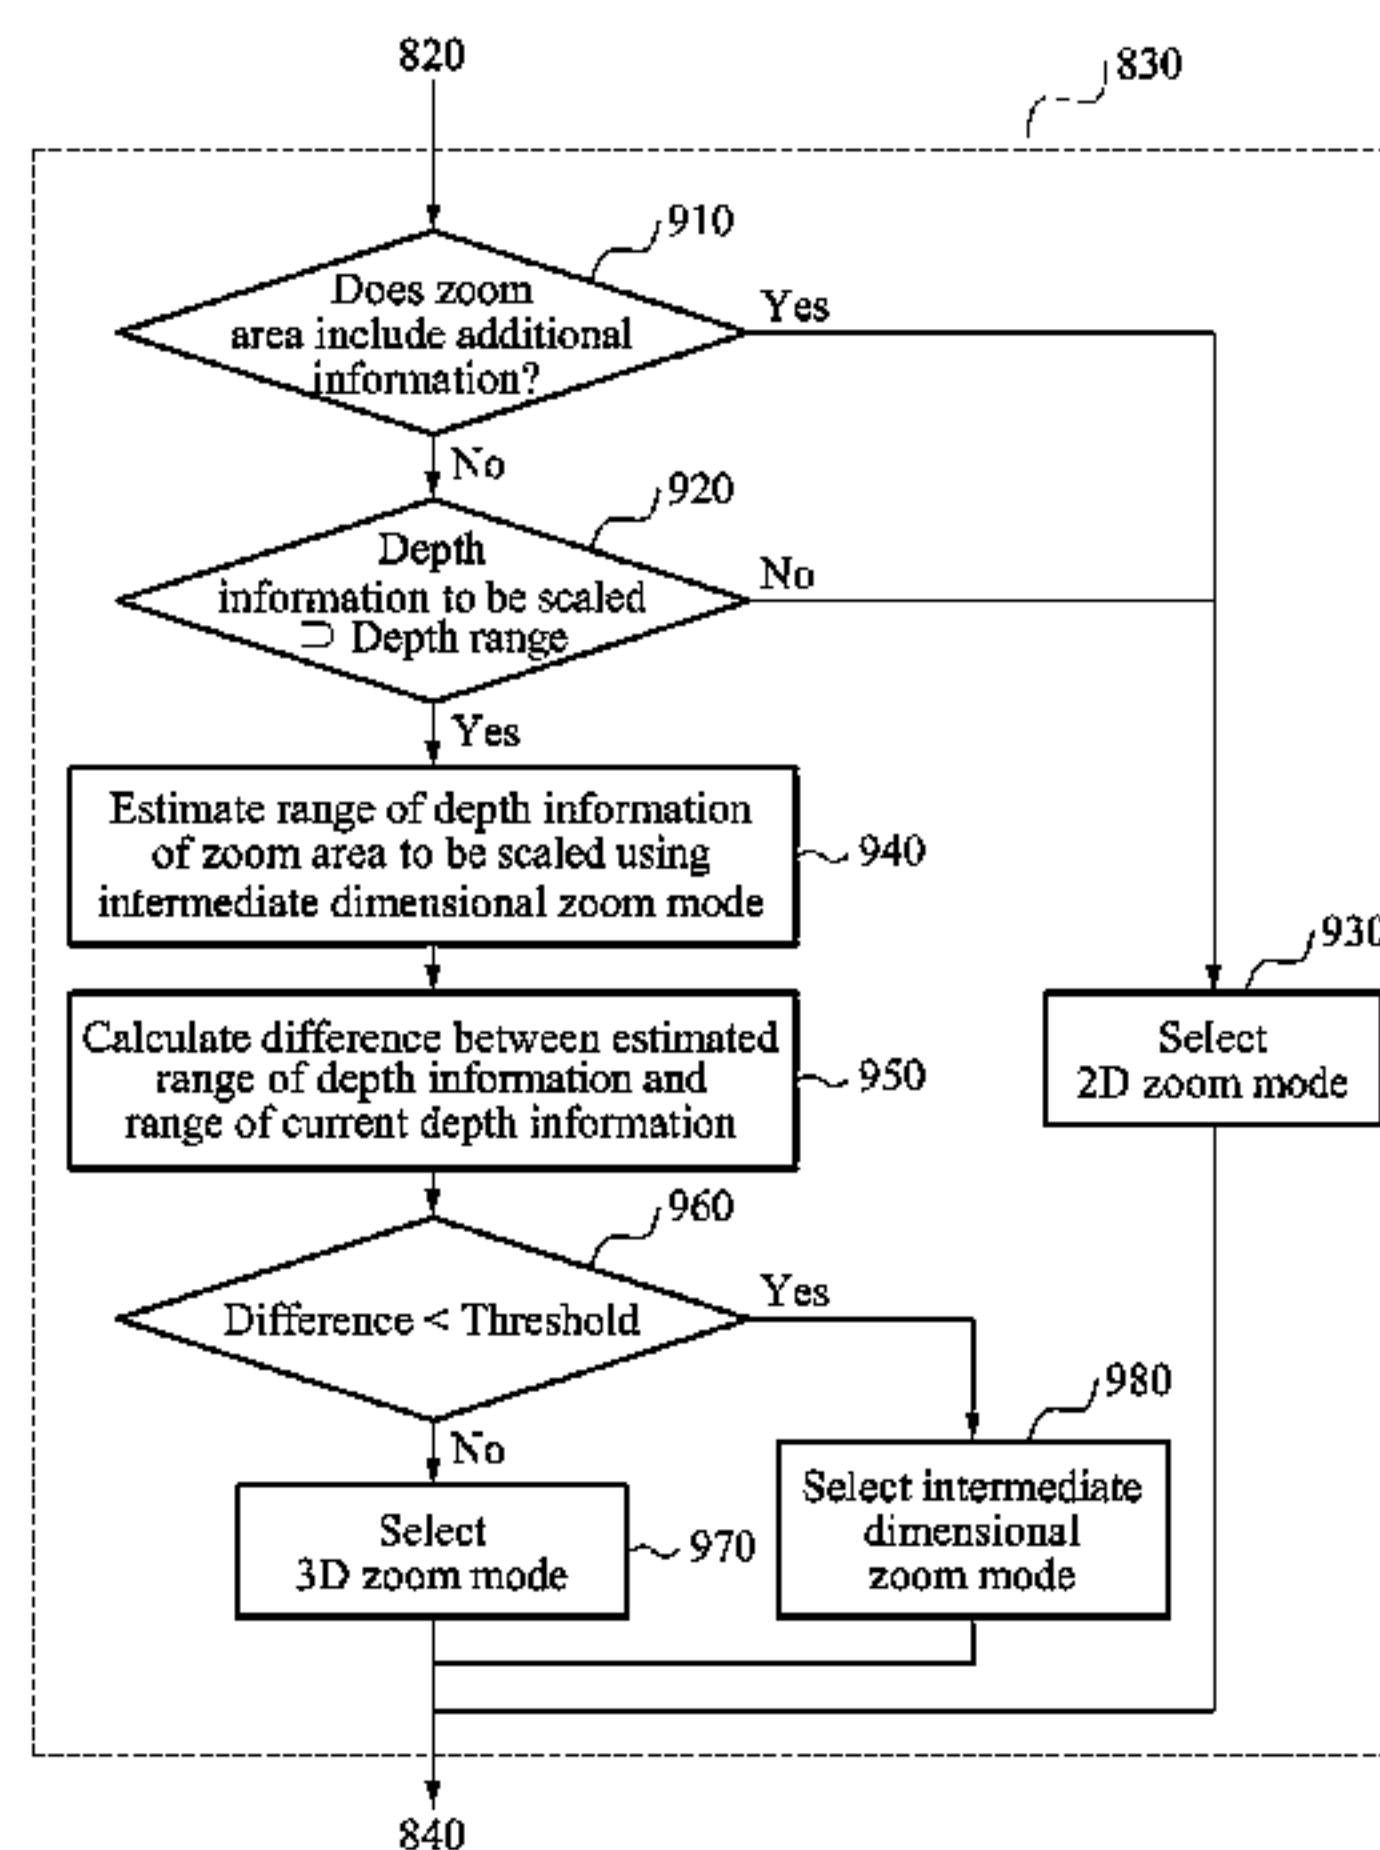 820
830
910
Does zoom
area include additional
information?
Yes
No
920
Depth
information to be scaled
⊃ Depth range
No
Yes
Estimate range of depth information
of zoom area to be scaled using
intermediate dimensional zoom mode
940
930
Select
2D zoom mode
Calculate difference between estimated
range of depth information and
range of current depth information
950
960
Difference < Threshold
Yes
No
980
Select intermediate
dimensional
zoom mode
Select
3D zoom mode
970
840